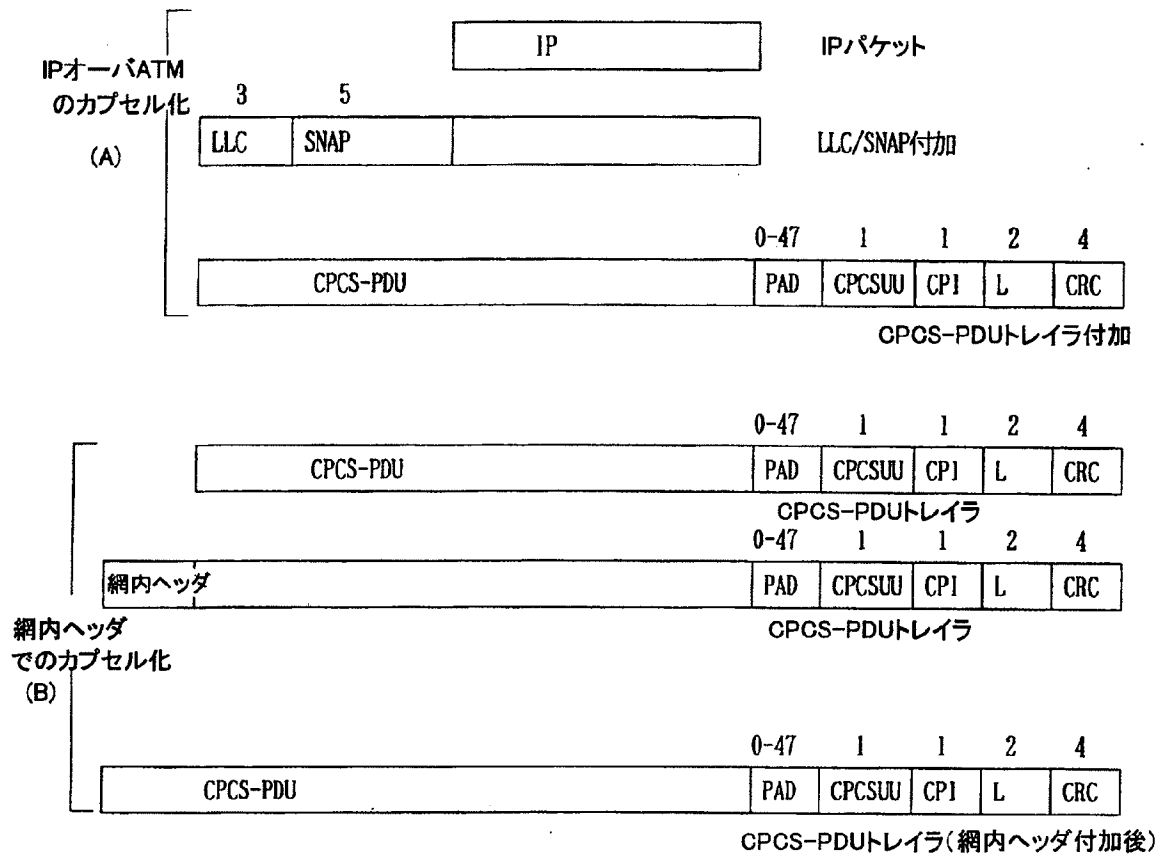 IP IPパケット
IPオーバATM
のカプセル化
(A)
3 5
LLC SNAP LLC/SNAP付加
0-47 1 1 2 4
CPCS-PDU PAD CPCSUU CPI L CRC
CPCS-PDUトレイラ付加
0-47 1 1 2 4
CPCS-PDU PAD CPCSUU CPI L CRC
CPCS-PDUトレイラ
0-47 1 1 2 4
網内ヘッダ PAD CPCSUU CPI L CRC
CPCS-PDUトレイラ
網内ヘッダ
でのカプセル化
(B)
0-47 1 1 2 4
CPCS-PDU PAD CPCSUU CPI L CRC
CPCS-PDUトレイラ(網内ヘッダ付加後)